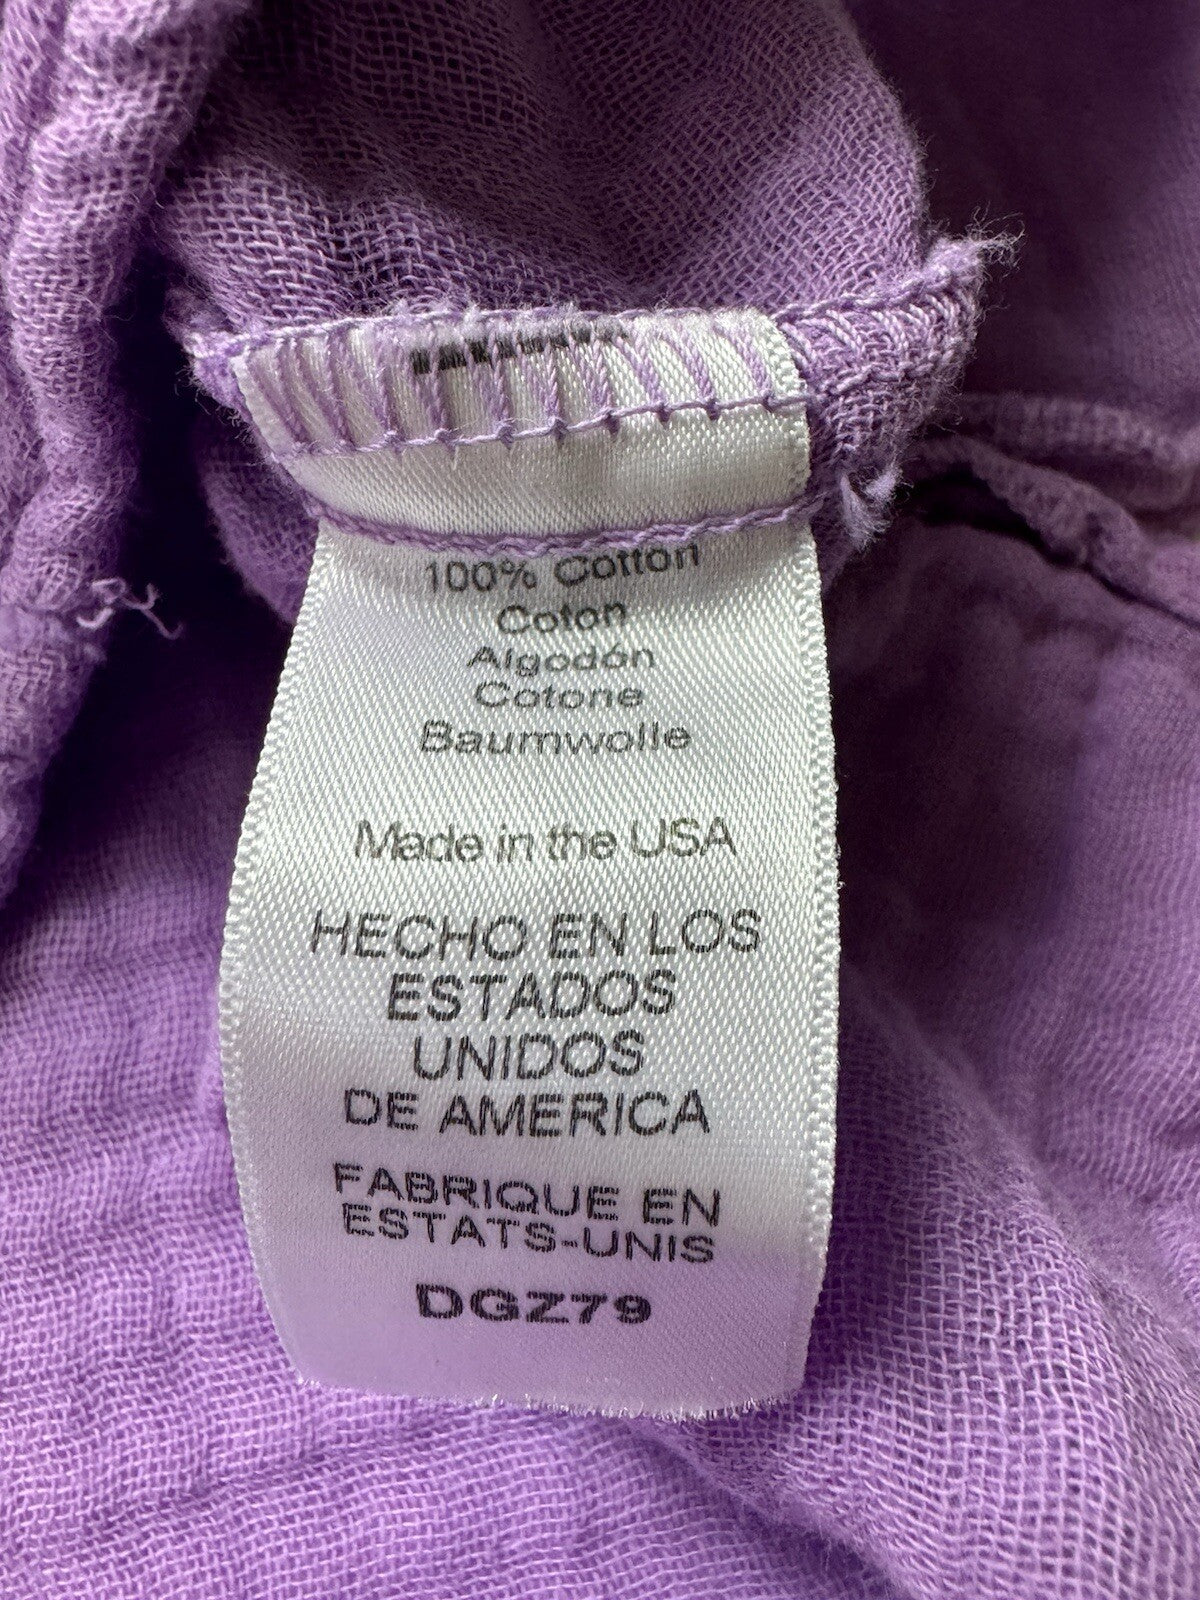 100% Cotton
Coton
Algodón
Cotone
Baumwolle
Made in the USA
HECHO EN LOS
ESTADOS
UNIDOS
DE AMERICA
FABRIQUE EN
ESTATS-UNIS
DGZ79